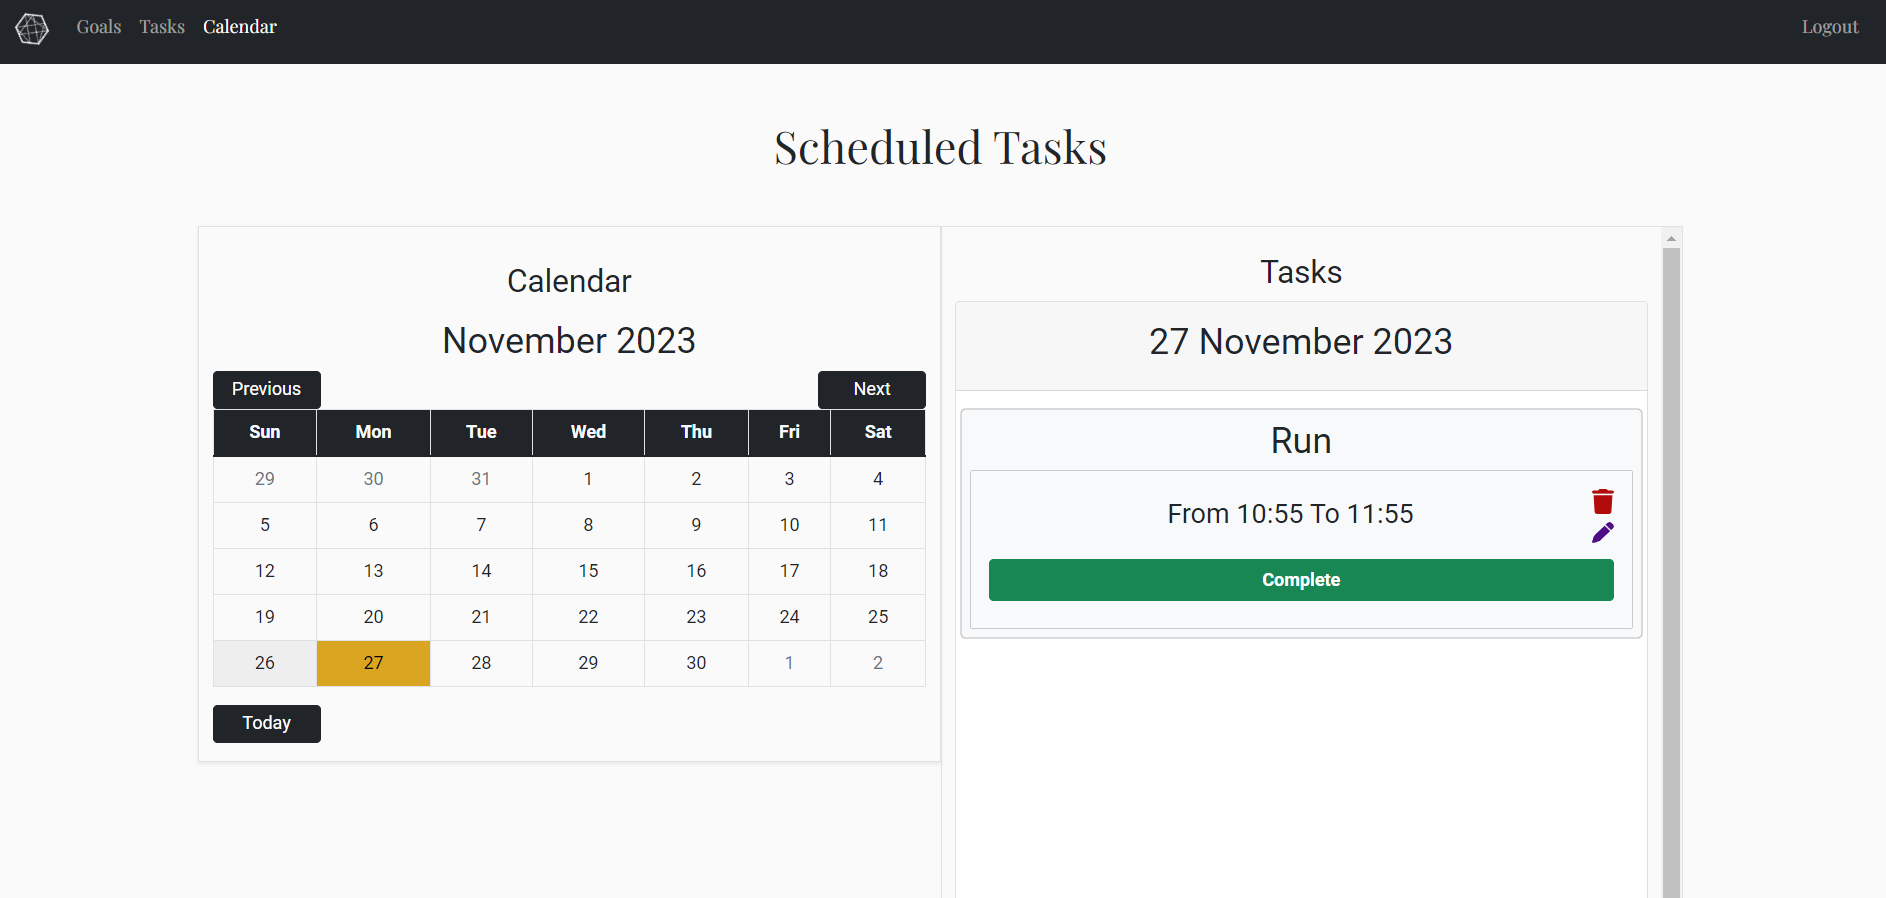 Goals Tasks Calendar Logout
Scheduled Tasks
Calendar
November 2023
Previous Next
Sun Mon Tue Wed Thu Fri Sat
29 30 31 1 2 3 4
5 6 7 8 9 10 11
12 13 14 15 16 17 18
19 20 21 22 23 24 25
26 27 28 29 30 1 2
Today
Tasks
27 November 2023
Run
From 10:55 To 11:55
Complete